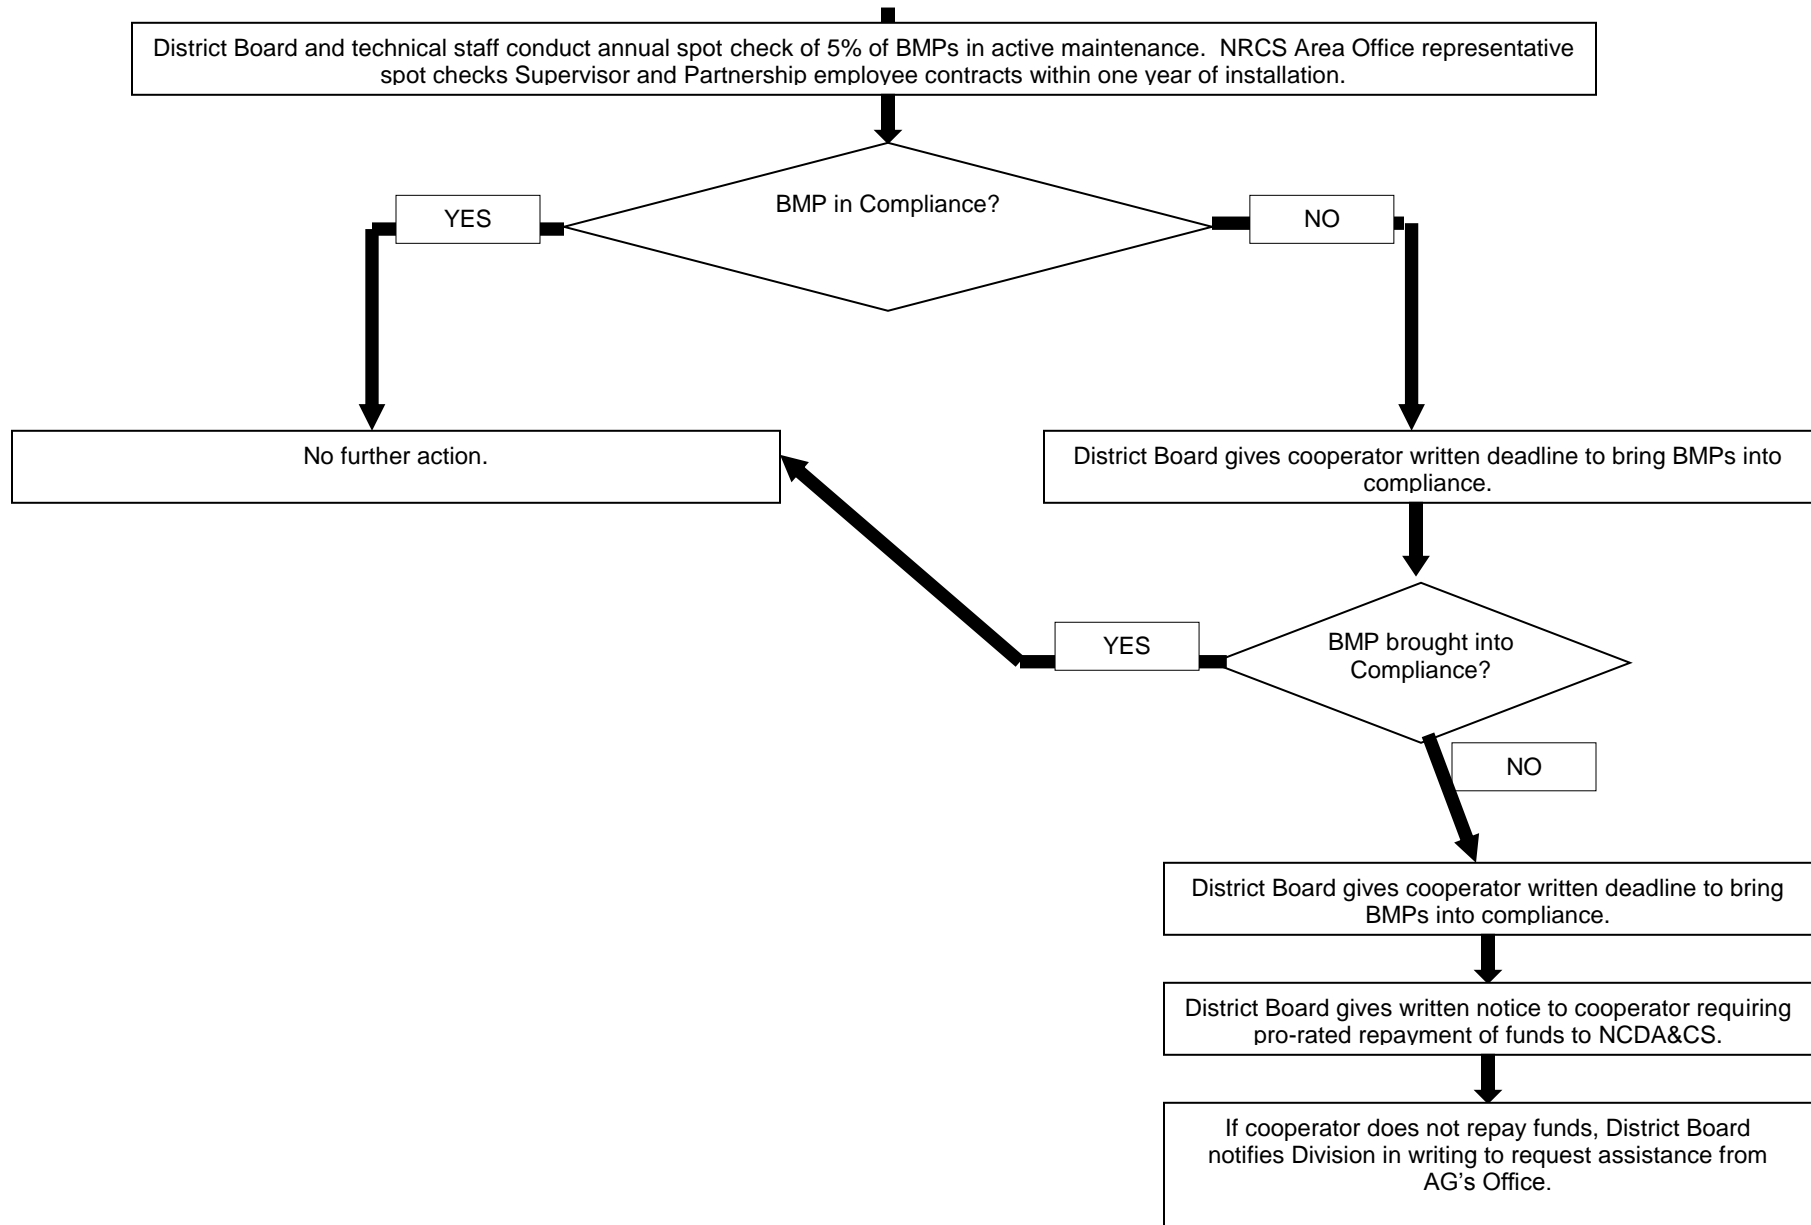 District Board and technical staff conduct annual spot check of 5% of BMPs in active maintenance.  NRCS Area Office representative
spot checks Supervisor and Partnership employee contracts within one year of installation.
BMP in Compliance?
YES
NO
No further action.
District Board gives cooperator written deadline to bring BMPs into
compliance.
YES
BMP brought into
Compliance?
NO
District Board gives cooperator written deadline to bring
BMPs into compliance.
District Board gives written notice to cooperator requiring
pro-rated repayment of funds to NCDA&CS.
If cooperator does not repay funds, District Board
notifies Division in writing to request assistance from
AG’s Office.